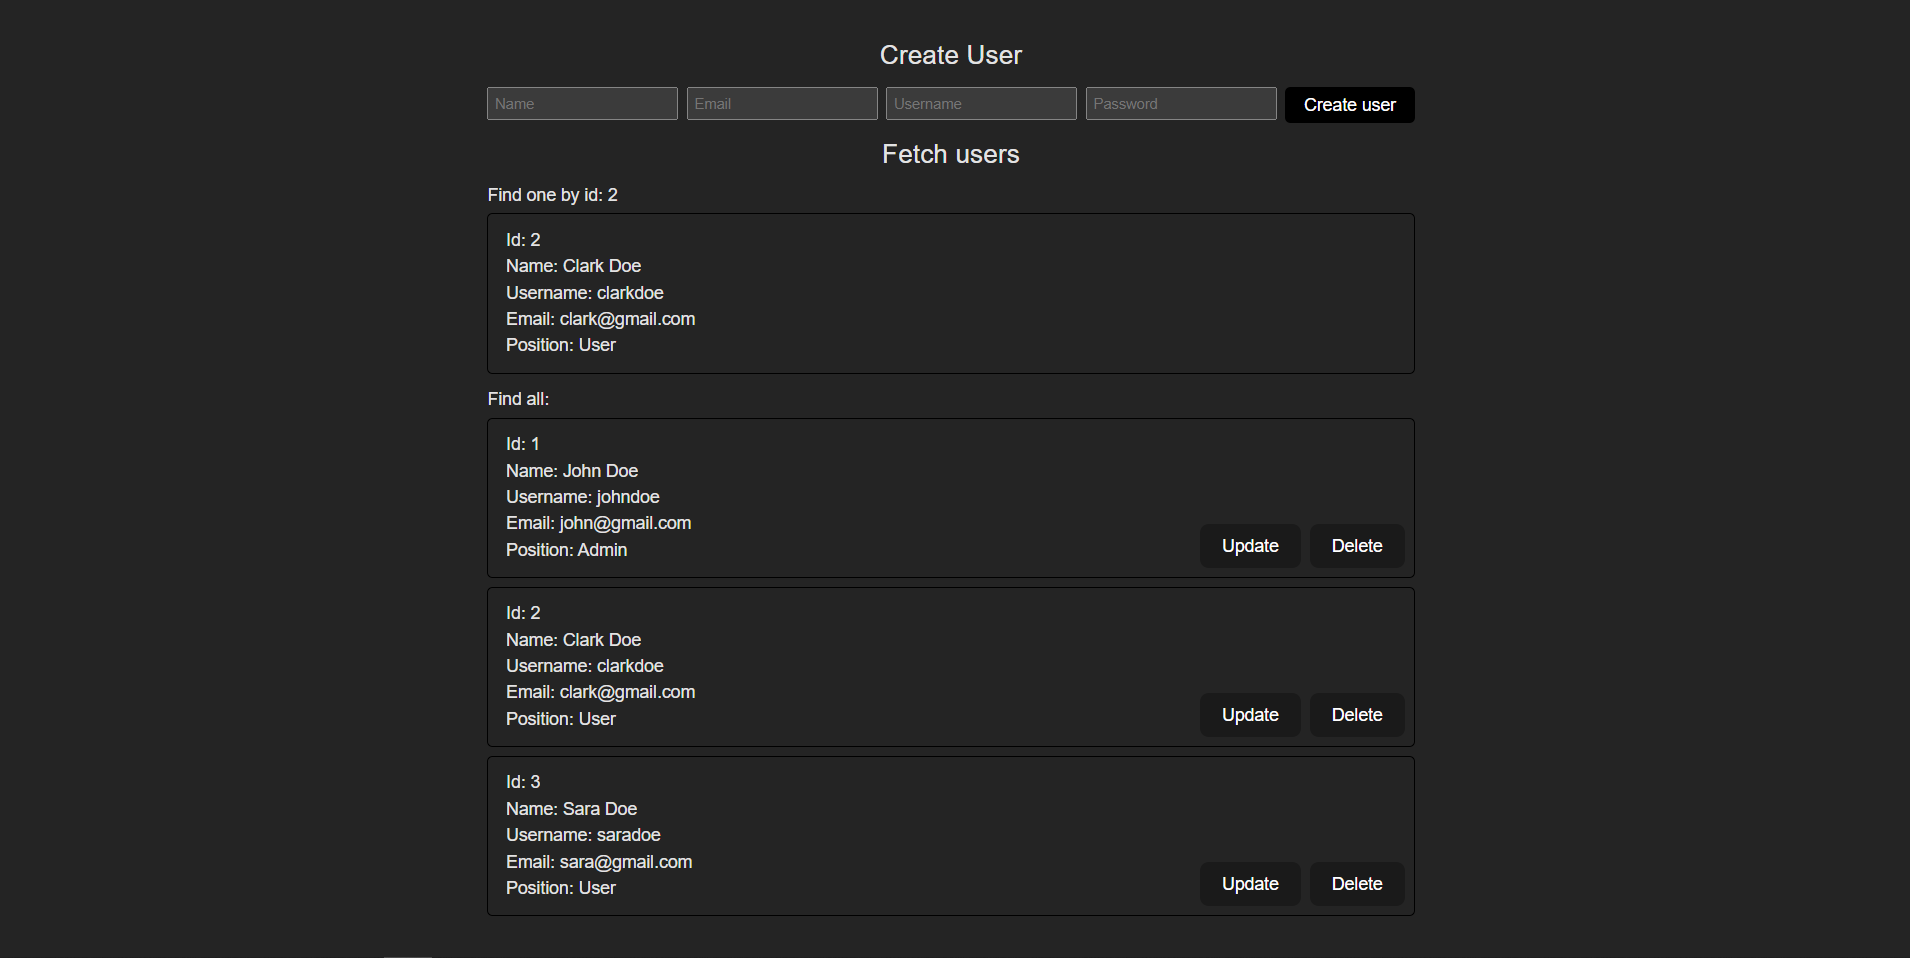 Create User
Name Email Username Password Create user
Fetch users
Find one by id: 2
Id: 2
Name: Clark Doe
Username: clarkdoe
Email: clark@gmail.com
Position: User
Find all:
Id: 1
Name: John Doe
Username: johndoe
Email: john@gmail.com
Position: Admin
Update Delete
Id: 2
Name: Clark Doe
Username: clarkdoe
Email: clark@gmail.com
Position: User
Update Delete
Id: 3
Name: Sara Doe
Username: saradoe
Email: sara@gmail.com
Position: User
Update Delete